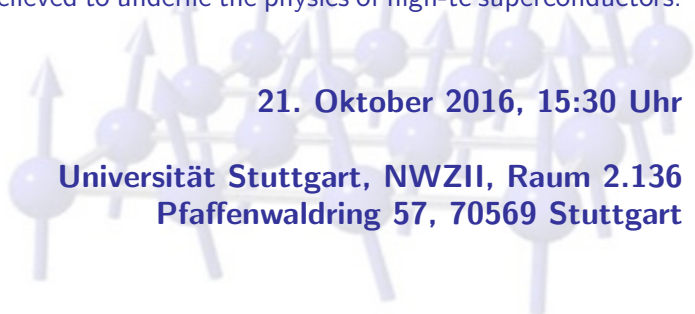 elieved to underlie the physics of high-tc superconductors.
21. Oktober 2016, 15:30 Uhr
Universität Stuttgart, NWZII, Raum 2.136
Pfaffenwaldring 57, 70569 Stuttgart